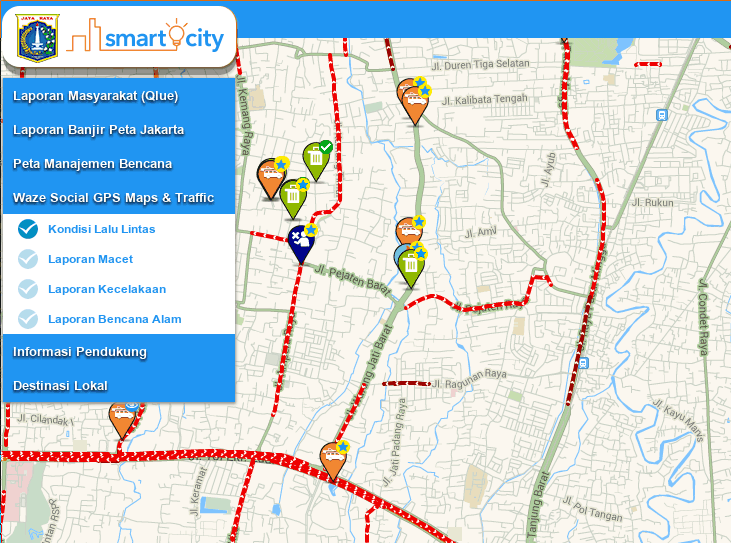 JAYA RAYA
smart city
Laporan Masyarakat (Qlue)
Laporan Banjir Peta Jakarta
Peta Manajemen Bencana
Waze Social GPS Maps & Traffic
Kondisi Lalu Lintas
Laporan Macet
Laporan Kecelakaan
Laporan Bencana Alam
Informasi Pendukung
Destinasi Lokal
Jl. Kemang Raya
Jl. Duren Tiga Selatan
Jl. Kalibata Tengah
Jl. Ayub
Jl. Rukun
Jl. Pejaten Barat
Jl. Condet Raya
Jl. Ragunan Raya
Jl. Jati Padang Raya
Jati Barat
Jl. Kayu Manis
Jl. Cilandak
Jl. Keramat
Jl. Pol Tangan
Tanjung Barat